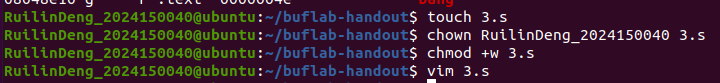 RuilinDeng_2024150040@ubuntu:~/buflab-handout$ touch 3.s
RuilinDeng_2024150040@ubuntu:~/buflab-handout$ chown RuilinDeng_2024150040 3.s
RuilinDeng_2024150040@ubuntu:~/buflab-handout$ chmod +w 3.s
RuilinDeng_2024150040@ubuntu:~/buflab-handout$ vim 3.s